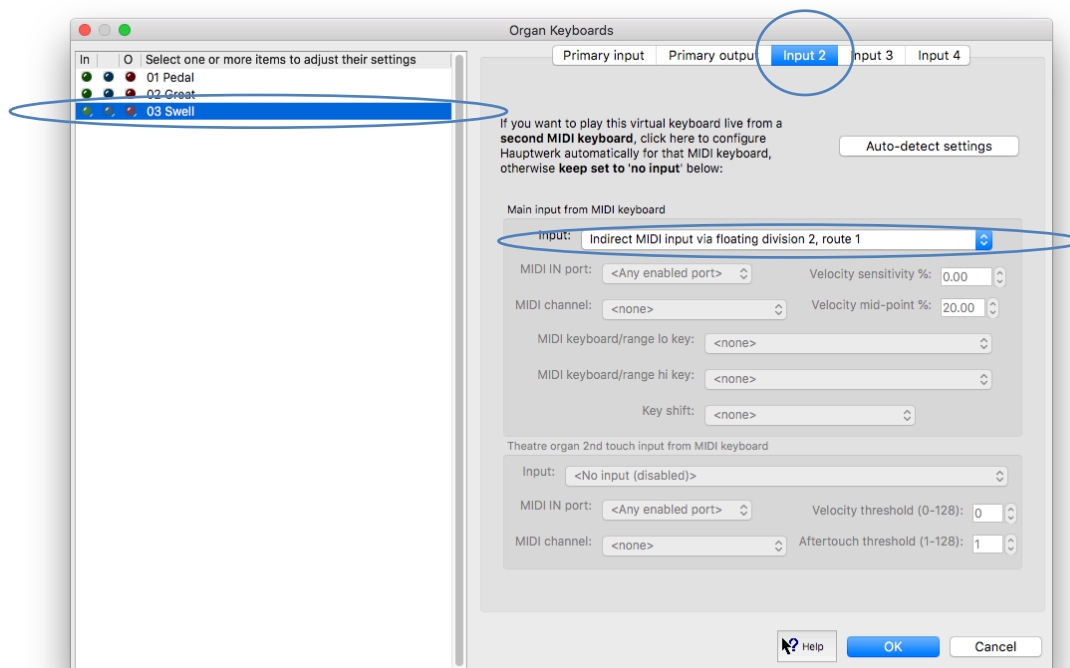 Organ Keyboards
In O Select one or more items to adjust their settings
01 Pedal
02 Great
03 Swell
Primary input Primary output Input 2 Input 3 Input 4
If you want to play this virtual keyboard live from a
second MIDI keyboard, click here to configure
Hauptwerk automatically for that MIDI keyboard,
otherwise keep set to 'no input' below:
Auto-detect settings
Main input from MIDI keyboard
Input: Indirect MIDI input via floating division 2, route 1
MIDI IN port: <Any enabled port> Velocity sensitivity %: 0.00
MIDI channel: <none> Velocity mid-point %: 20.00
MIDI keyboard/range lo key: <none>
MIDI keyboard/range hi key: <none>
Key shift: <none>
Theatre organ 2nd touch input from MIDI keyboard
Input: <No input (disabled)>
MIDI IN port: <Any enabled port> Velocity threshold (0-128): 0
MIDI channel: <none> Aftertouch threshold (1-128): 1
? Help OK Cancel